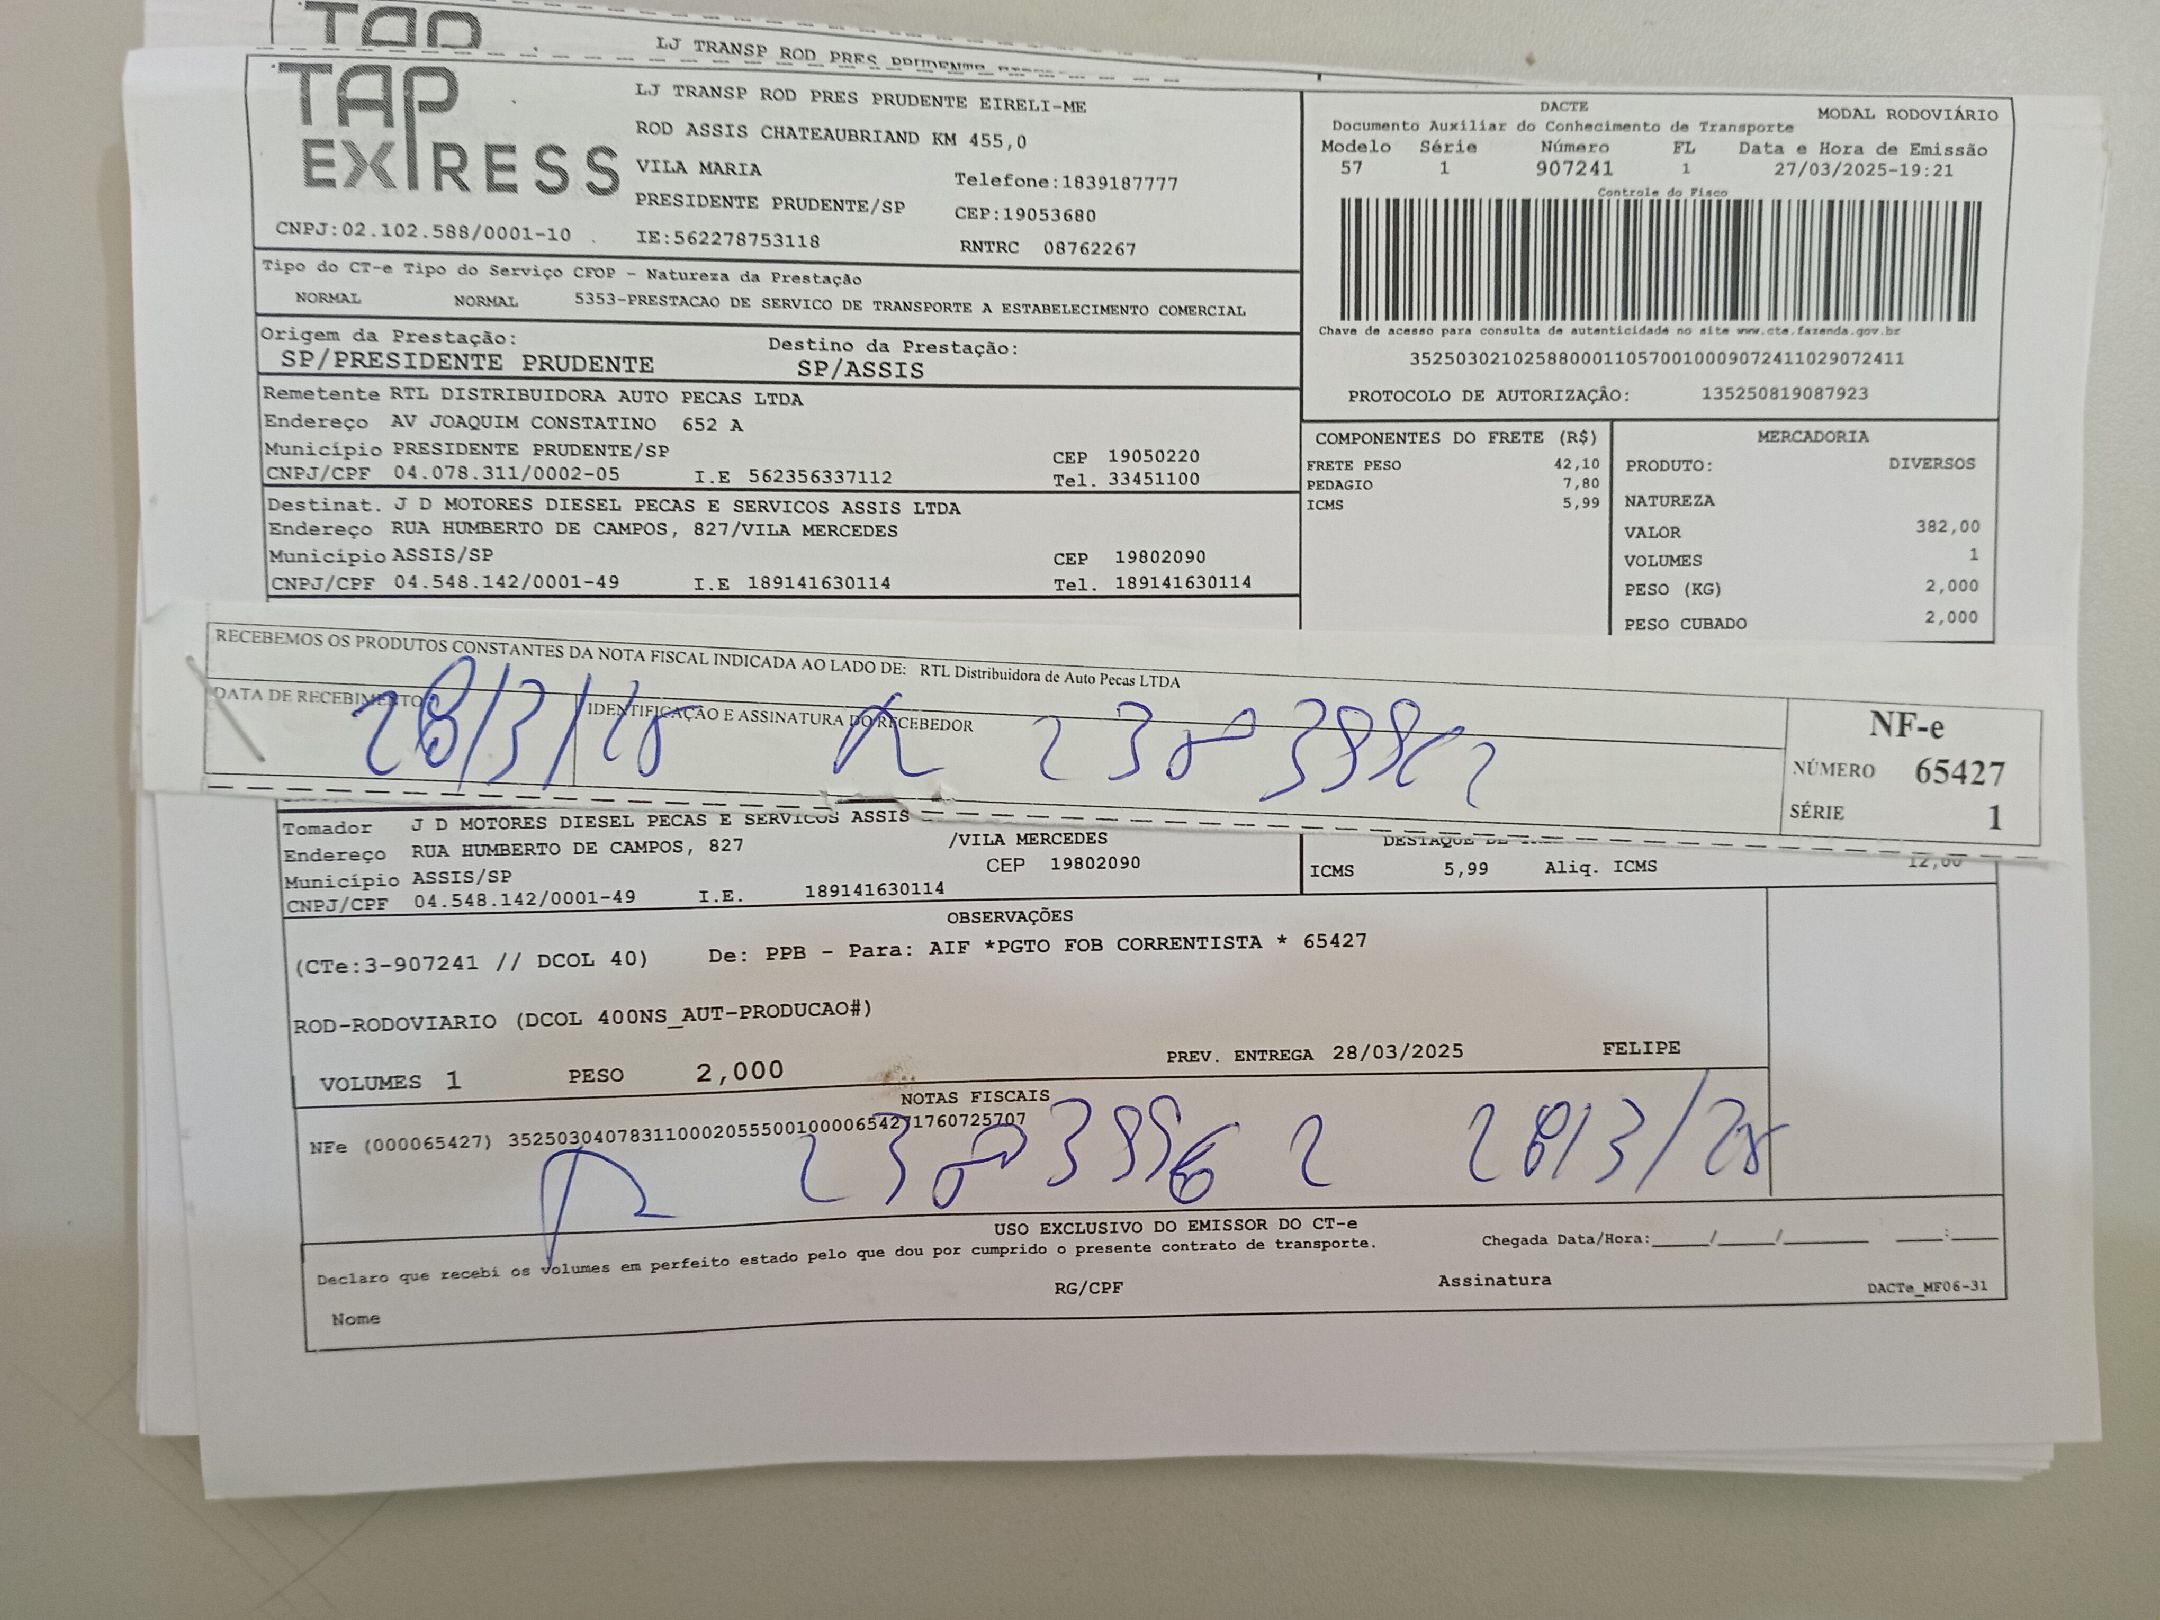 TAP
LJ TRANSP ROD PRES PRUDENTE
TAP
EXPRESS
CNPJ:02.102.588/0001-10
LJ TRANSP ROD PRES PRUDENTE EIRELI-ME
ROD ASSIS CHATEAUBRIAND KM 455,0
VILA MARIA
Telefone:1839187777
PRESIDENTE PRUDENTE/SP CEP:19053680
IE:562278753118 RNTRC 08762267
DACTE MODAL RODOVIÁRIO
Documento Auxiliar do Conhecimento de Transporte
Modelo Série Número FL Data e Hora de Emissão
57 1 907241 1 27/03/2025-19:21
Controle do Fisco
Chave de acesso para consulta de autenticidade no site www.cte.fazenda.gov.br
35250302102588000110570010009072411029072411
PROTOCOLO DE AUTORIZAÇÃO: 135250819087923
Tipo do CT-e Tipo do Serviço CFOP - Natureza da Prestação
NORMAL NORMAL 5353-PRESTACAO DE SERVICO DE TRANSPORTE A ESTABELECIMENTO COMERCIAL
Origem da Prestação: Destino da Prestação:
SP/PRESIDENTE PRUDENTE SP/ASSIS
Remetente RTL DISTRIBUIDORA AUTO PECAS LTDA
Endereço AV JOAQUIM CONSTATINO 652 A
Município PRESIDENTE PRUDENTE/SP CEP 19050220
CNPJ/CPF 04.078.311/0002-05 I.E 562356337112 Tel. 33451100
Destinat. J D MOTORES DIESEL PECAS E SERVICOS ASSIS LTDA
Endereço RUA HUMBERTO DE CAMPOS, 827/VILA MERCEDES
Município ASSIS/SP CEP 19802090
CNPJ/CPF 04.548.142/0001-49 I.E 189141630114 Tel. 189141630114
COMPONENTES DO FRETE (R$)
FRETE PESO 42,10
PEDAGIO 7,80
ICMS 5,99
MERCADORIA
PRODUTO: DIVERSOS
NATUREZA
VALOR 382,00
VOLUMES 1
PESO (KG) 2,000
PESO CUBADO 2,000
RECEBEMOS OS PRODUTOS CONSTANTES DA NOTA FISCAL INDICADA AO LADO DE: RTL Distribuidora de Auto Pecas LTDA
DATA DE RECEBIMENTO IDENTIFICAÇÃO E ASSINATURA DO RECEBEDOR
28/3/25
NF-e
NÚMERO 65427
SÉRIE 1
Tomador J D MOTORES DIESEL PECAS E SERVICOS ASSIS
Endereço RUA HUMBERTO DE CAMPOS, 827 /VILA MERCEDES
Município ASSIS/SP CEP 19802090
CNPJ/CPF 04.548.142/0001-49 I.E. 189141630114
DESTAQUE DE
ICMS 5,99 Aliq. ICMS 12,00
OBSERVAÇÕES
(CTe:3-907241 // DCOL 40) De: PPB - Para: AIF *PGTO FOB CORRENTISTA * 65427
ROD-RODOVIARIO (DCOL 400NS_AUT-PRODUCAO#)
PREV. ENTREGA 28/03/2025 FELIPE
VOLUMES 1 PESO 2,000
NOTAS FISCAIS
NFe (000065427) 35250304078311000205550010000654271760725707
28/3/25
USO EXCLUSIVO DO EMISSOR DO CT-e
Declaro que recebi os volumes em perfeito estado pelo que dou por cumprido o presente contrato de transporte.
Chegada Data/Hora:_____/_____/_______ ____:____
Nome RG/CPF Assinatura
DACTe_MF06-31